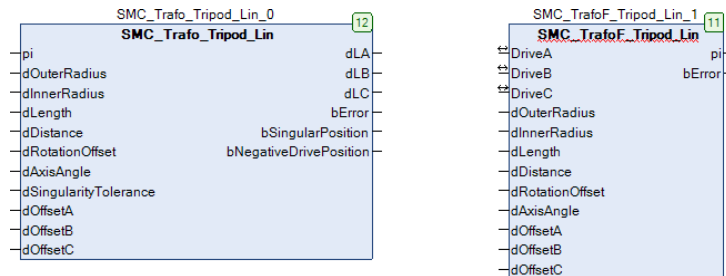 SMC_Trafo_Tripod_Lin_0
12
SMC_Trafo_Tripod_Lin
pi
dLA
dOuterRadius
dLB
dInnerRadius
dLC
dLength
bError
dDistance
bSingularPosition
dRotationOffset
bNegativeDrivePosition
dAxisAngle
dSingularityTolerance
dOffsetA
dOffsetB
dOffsetC
SMC_TrafoF_Tripod_Lin_1
11
SMC_TrafoF_Tripod_Lin
DriveA
pi
DriveB
bError
DriveC
dOuterRadius
dInnerRadius
dLength
dDistance
dRotationOffset
dAxisAngle
dOffsetA
dOffsetB
dOffsetC